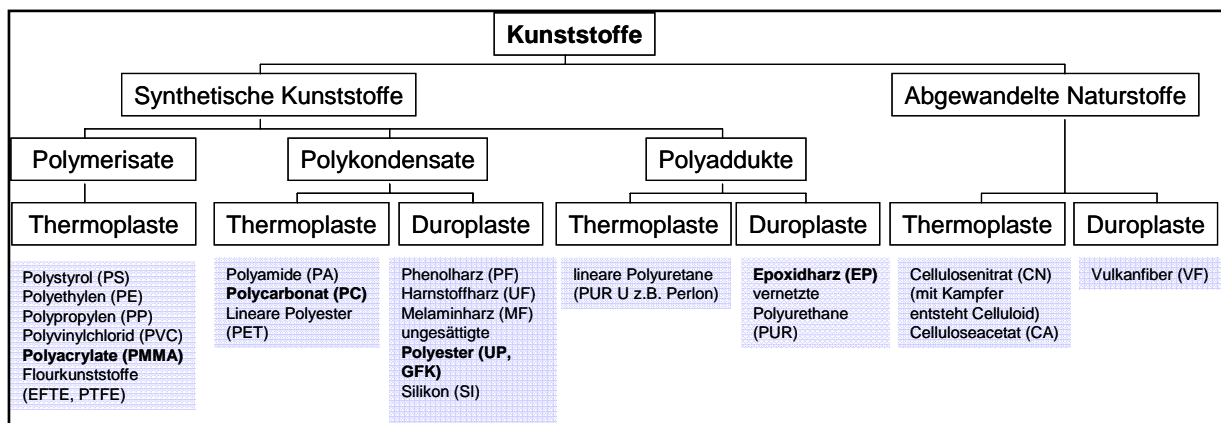 Kunststoffe
Synthetische Kunststoffe
Abgewandelte Naturstoffe
Polymerisate
Polykondensate
Polyaddukte
Thermoplaste
Thermoplaste
Duroplaste
Thermoplaste
Duroplaste
Thermoplaste
Duroplaste
Polystyrol (PS)
Polyethylen (PE)
Polypropylen (PP)
Polyvinylchlorid (PVC)
Polyacrylate (PMMA)
Flourkunststoffe
(EFTE, PTFE)
Polyamide (PA)
Polycarbonat (PC)
Lineare Polyester
(PET)
Phenolharz (PF)
Harnstoffharz (UF)
Melaminharz (MF)
ungesättigte
Polyester (UP,
GFK)
Silikon (SI)
lineare Polyuretane
(PUR U z.B. Perlon)
Epoxidharz (EP)
vernetzte
Polyurethane
(PUR)
Cellulosenitrat (CN)
(mit Kampfer
entsteht Celluloid)
Celluloseacetat (CA)
Vulkanfiber (VF)